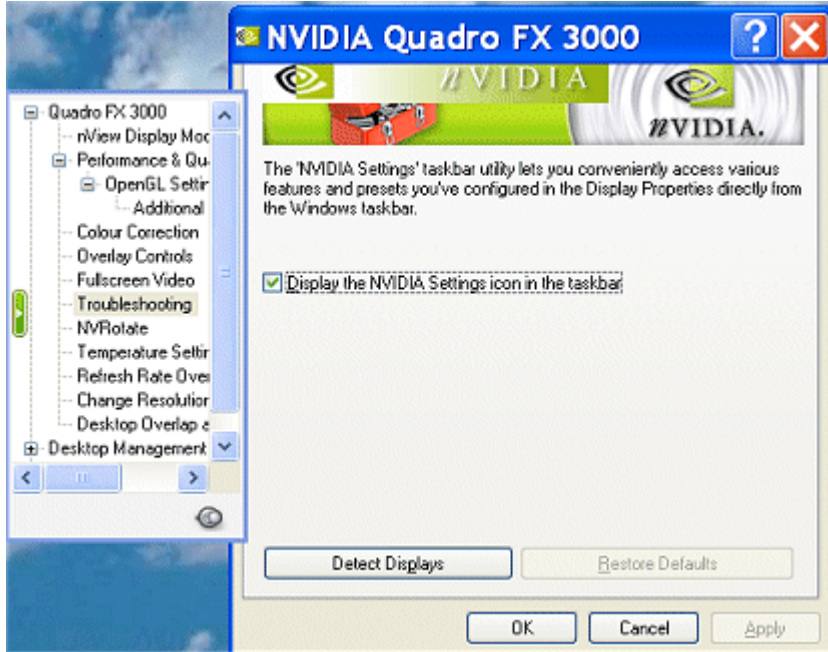 NVIDIA Quadro FX 3000
nVIDIA
nVIDIA.
Quadro FX 3000
nView Display Moc
Performance & Qu
OpenGL Settir
Additional
Colour Correction
Overlay Controls
Fullscreen Video
Troubleshooting
NVRotate
Temperature Settir
Refresh Rate Over
Change Resolution
Desktop Overlap a
Desktop Management
The 'NVIDIA Settings' taskbar utility lets you conveniently access various
features and presets you've configured in the Display Properties directly from
the Windows taskbar.
Display the NVIDIA Settings icon in the taskbar
Detect Displays
Restore Defaults
OK
Cancel
Apply